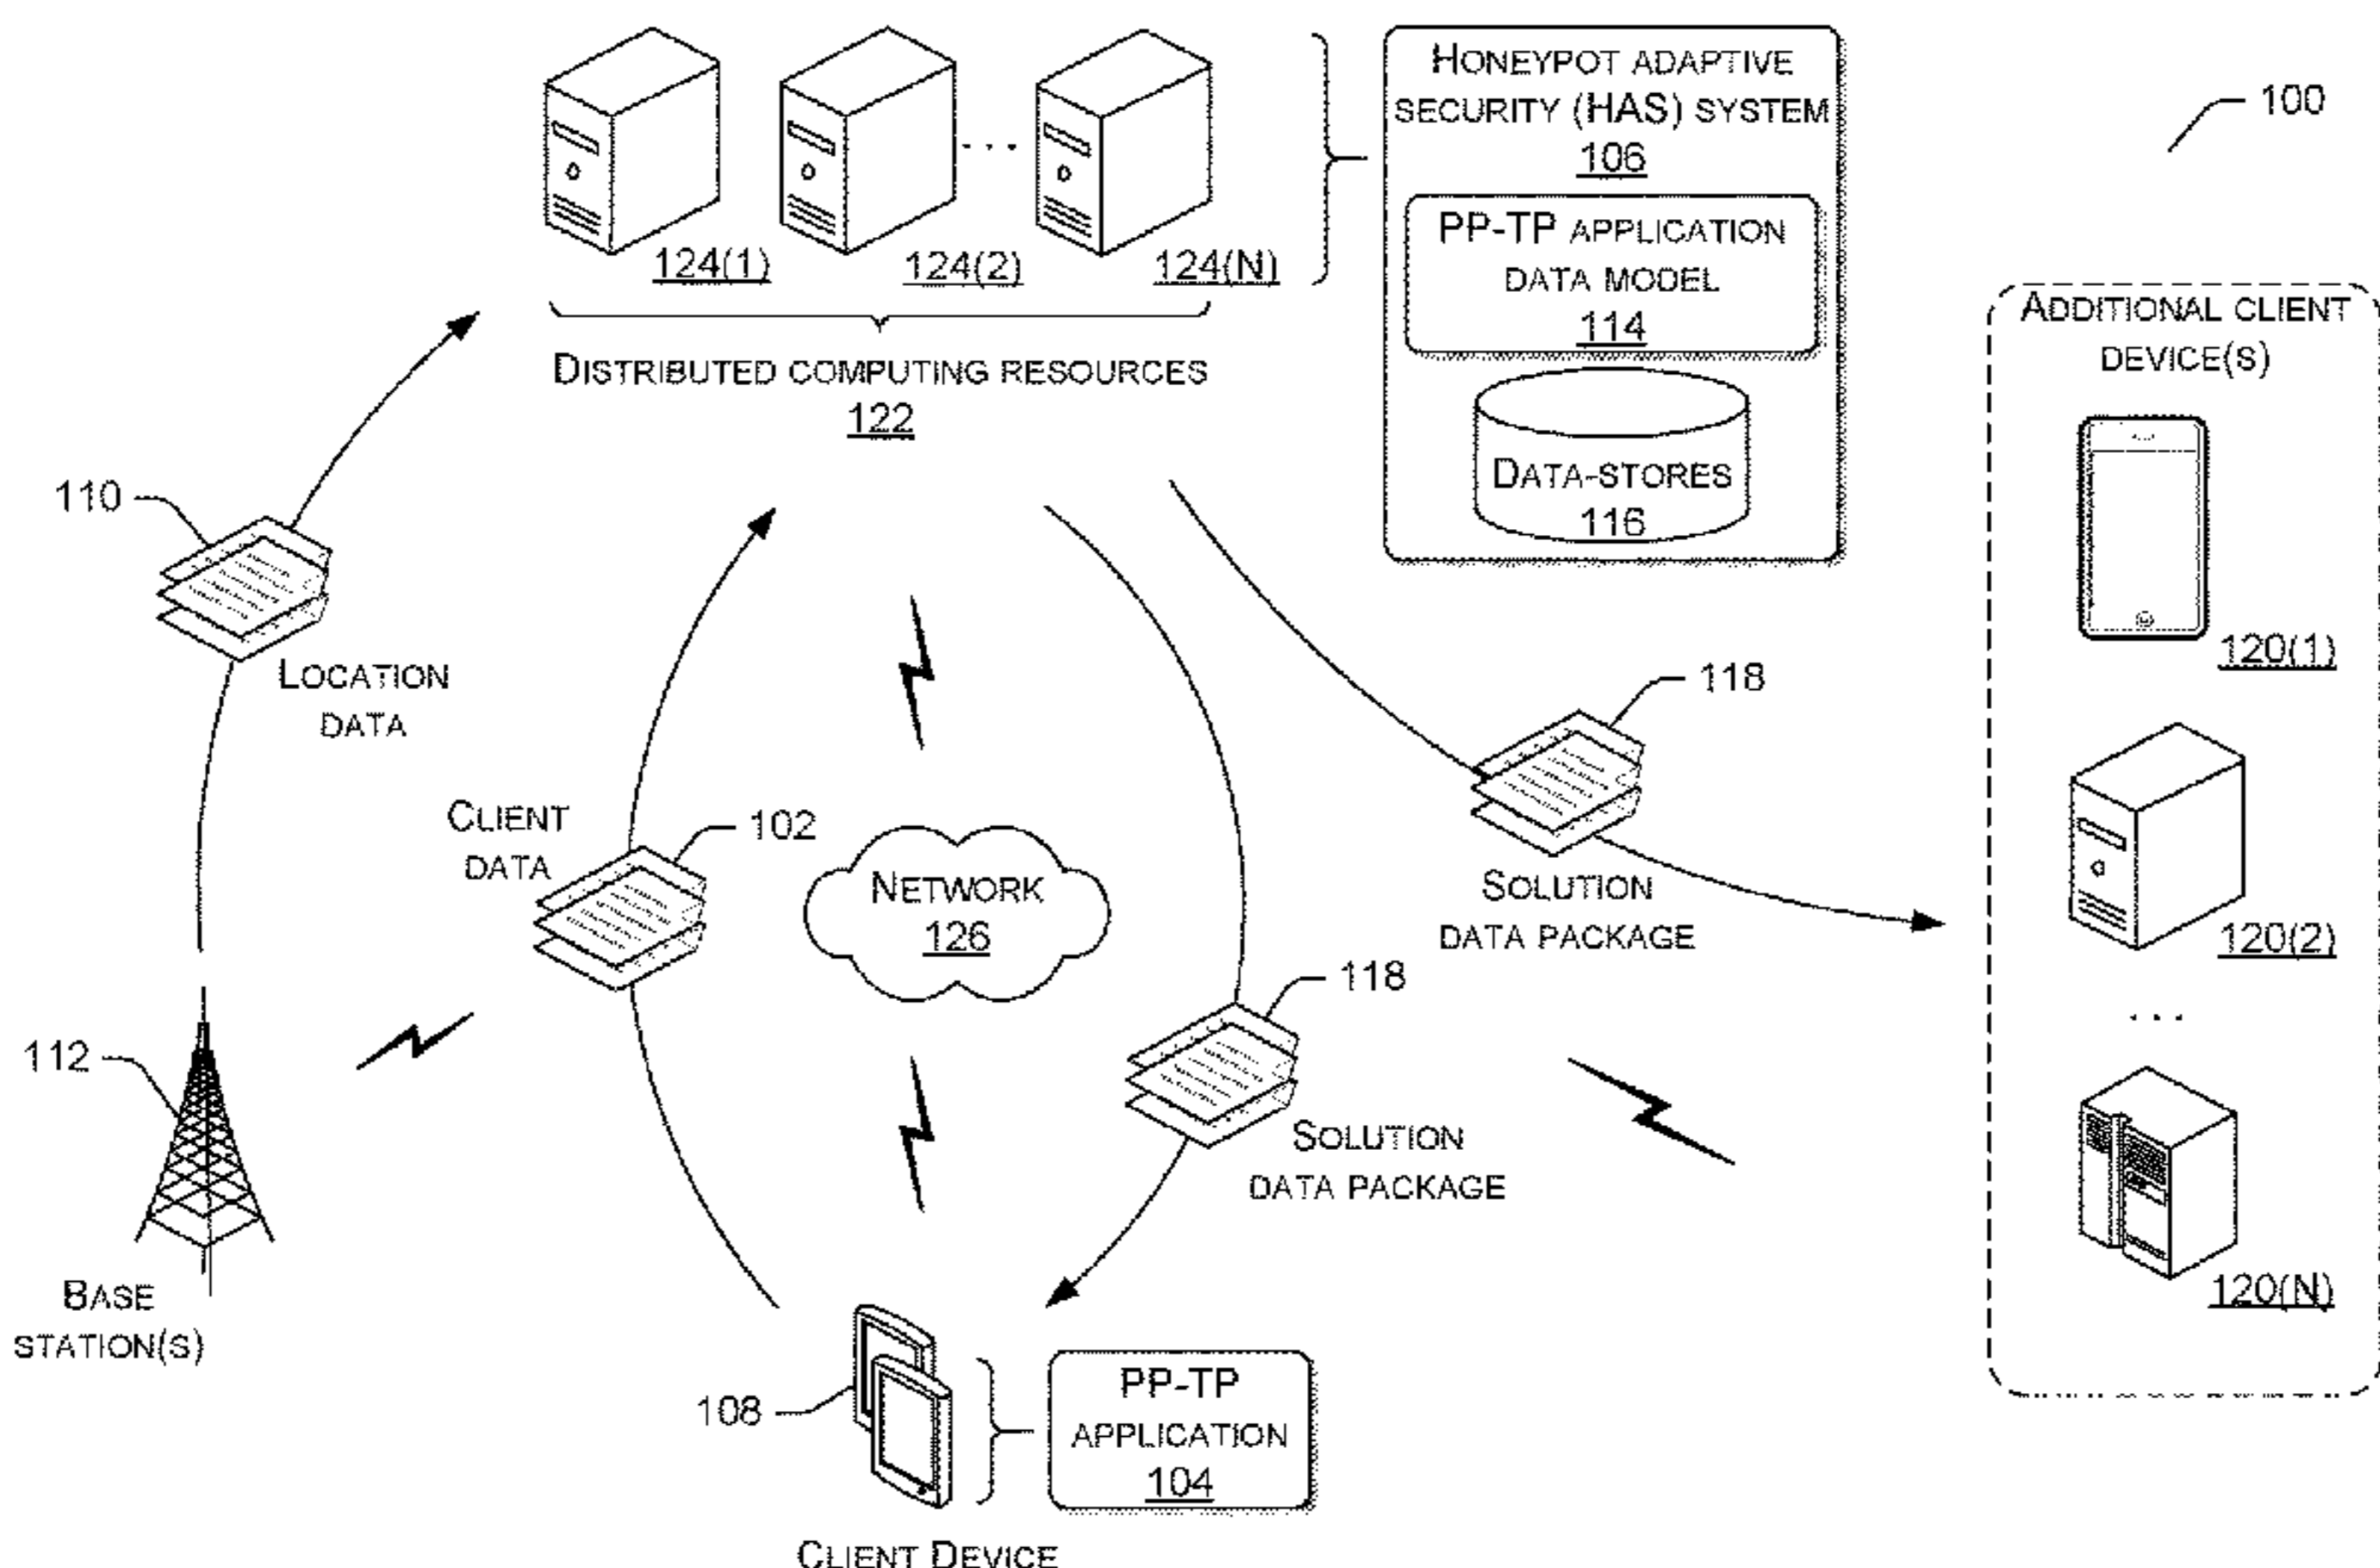 HONEYPOT ADAPTIVE
SECURITY (HAS) SYSTEM
106
PP-TP APPLICATION
DATA MODEL
114
DATA-STORES
116
100
124(1)
124(2)
...
124(N)
DISTRIBUTED COMPUTING RESOURCES
122
ADDITIONAL CLIENT
DEVICE(S)
120(1)
120(2)
...
120(N)
110
LOCATION
DATA
118
SOLUTION
DATA PACKAGE
CLIENT
DATA
102
NETWORK
126
118
SOLUTION
DATA PACKAGE
112
BASE
STATION(S)
108
PP-TP
APPLICATION
104
CLIENT DEVICE